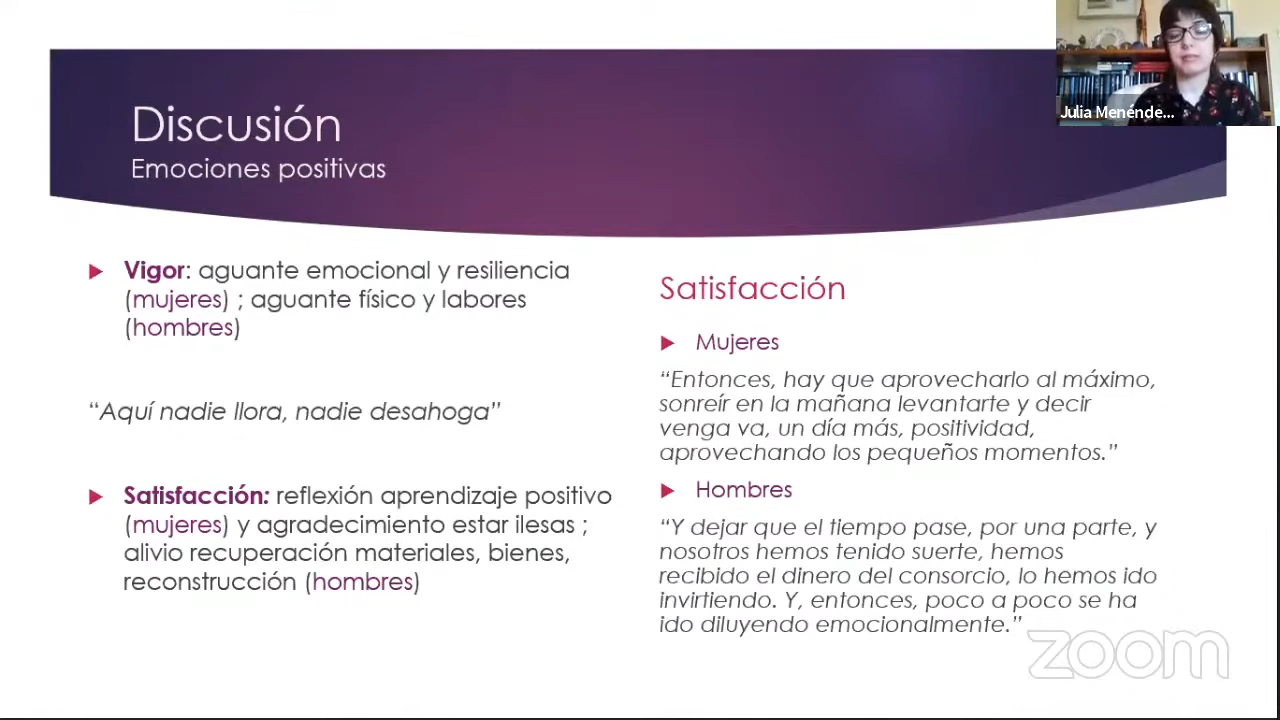 Discusión
Emociones positivas
Julia Menénde...
Vigor: aguante emocional y resiliencia
(mujeres) ; aguante físico y labores
(hombres)
“Aquí nadie llora, nadie desahoga”
Satisfacción: reflexión aprendizaje positivo
(mujeres) y agradecimiento estar ilesas ;
alivio recuperación materiales, bienes,
reconstrucción (hombres)
Satisfacción
Mujeres
“Entonces, hay que aprovecharlo al máximo,
sonreír en la mañana levantarte y decir
venga va, un día más, positividad,
aprovechando los pequeños momentos.”
Hombres
“Y dejar que el tiempo pase, por una parte, y
nosotros hemos tenido suerte, hemos
recibido el dinero del consorcio, lo hemos ido
invirtiendo. Y, entonces, poco a poco se ha
ido diluyendo emocionalmente.”
zoom